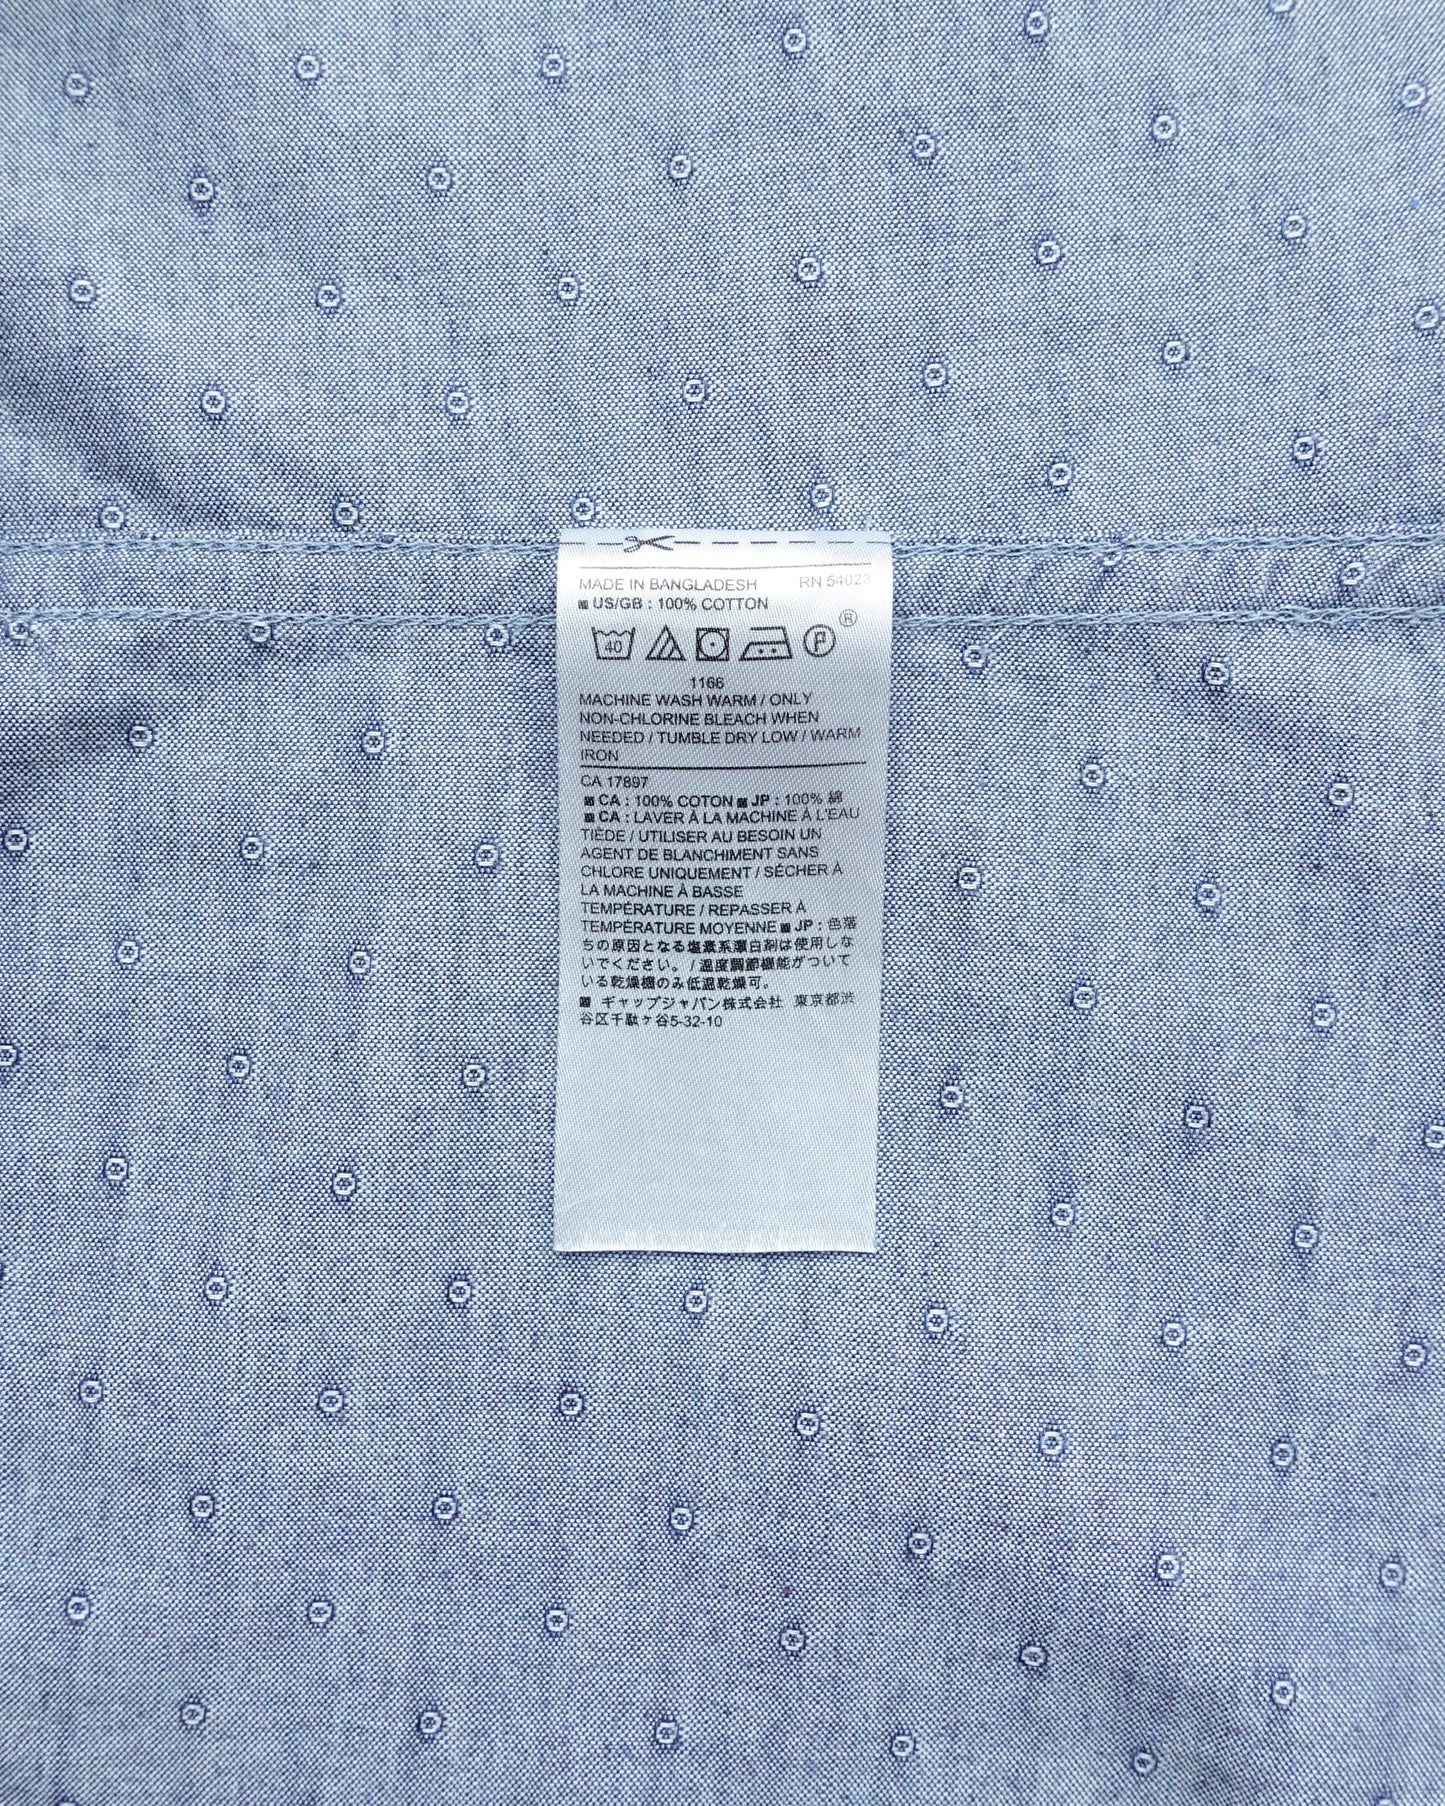 MADE IN BANGLADESH RN 54023
US/GB : 100% COTTON
40 P ®
1166
MACHINE WASH WARM / ONLY
NON-CHLORINE BLEACH WHEN
NEEDED / TUMBLE DRY LOW / WARM
IRON
CA 17897
CA : 100% COTON JP : 100% 綿
CA : LAVER À LA MACHINE À L'EAU
TIÈDE / UTILISER AU BESOIN UN
AGENT DE BLANCHIMENT SANS
CHLORE UNIQUEMENT / SÉCHER À
LA MACHINE À BASSE
TEMPÉRATURE / REPASSER À
TEMPÉRATURE MOYENNE JP : 色落
ちの原因となる塩素系漂白剤は使用しな
いでください。 / 温度調節機能がついて
いる乾燥機のみ低温乾燥可。
ギャップジャパン株式会社 東京都渋
谷区千駄ヶ谷5-32-10